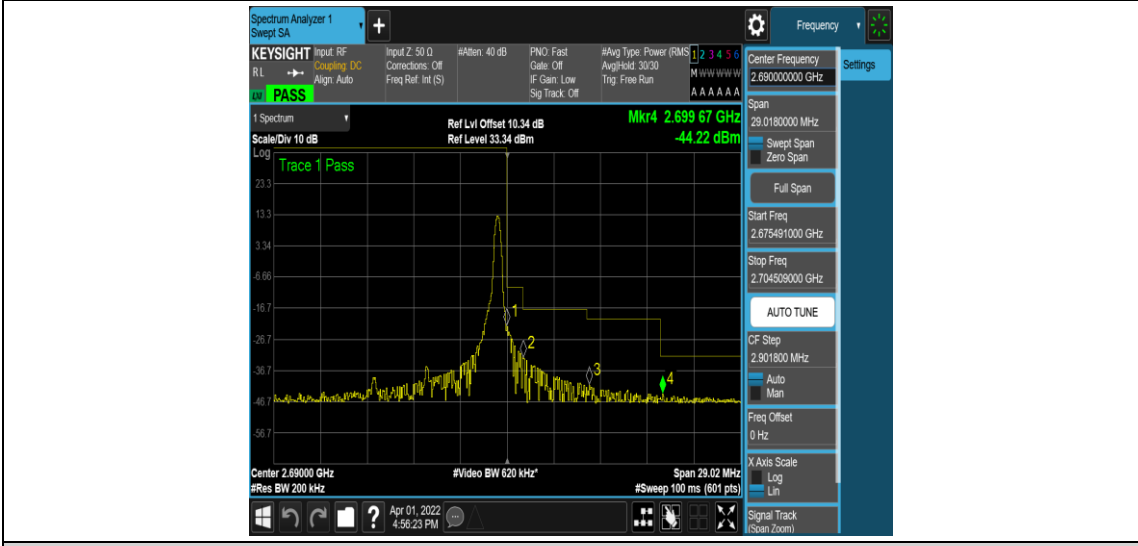 Spectrum Analyzer 1
Swept SA
+
Frequency
KEYSIGHT
Input: RF
Coupling: DC
Align: Auto
Input Z: 50 Ω
Corrections: Off
Freq Ref: Int (S)
#Atten: 40 dB
PNO: Fast
Gate: Off
IF Gain: Low
Sig Track: Off
#Avg Type: Power (RMS
Avg|Hold: 30/30
Trig: Free Run
1 2 3 4 5 6
M W W W W W
A A A A A A
RL
LXI
PASS
1 Spectrum
Scale/Div 10 dB
Ref Lvl Offset 10.34 dB
Ref Level 33.34 dBm
Mkr4 2.699 67 GHz
-44.22 dBm
Log
Trace 1 Pass
23.3
13.3
3.34
-6.66
-16.7
-26.7
-36.7
-46.7
-56.7
1
2
3
4
Center 2.69000 GHz
#Res BW 200 kHz
#Video BW 620 kHz*
Span 29.02 MHz
#Sweep 100 ms (601 pts)
?
Apr 01, 2022
4:56:23 PM
Center Frequency
2.690000000 GHz
Settings
Span
29.0180000 MHz
Swept Span
Zero Span
Full Span
Start Freq
2.675491000 GHz
Stop Freq
2.704509000 GHz
AUTO TUNE
CF Step
2.901800 MHz
Auto
Man
Freq Offset
0 Hz
X Axis Scale
Log
Lin
Signal Track
(Span Zoom)